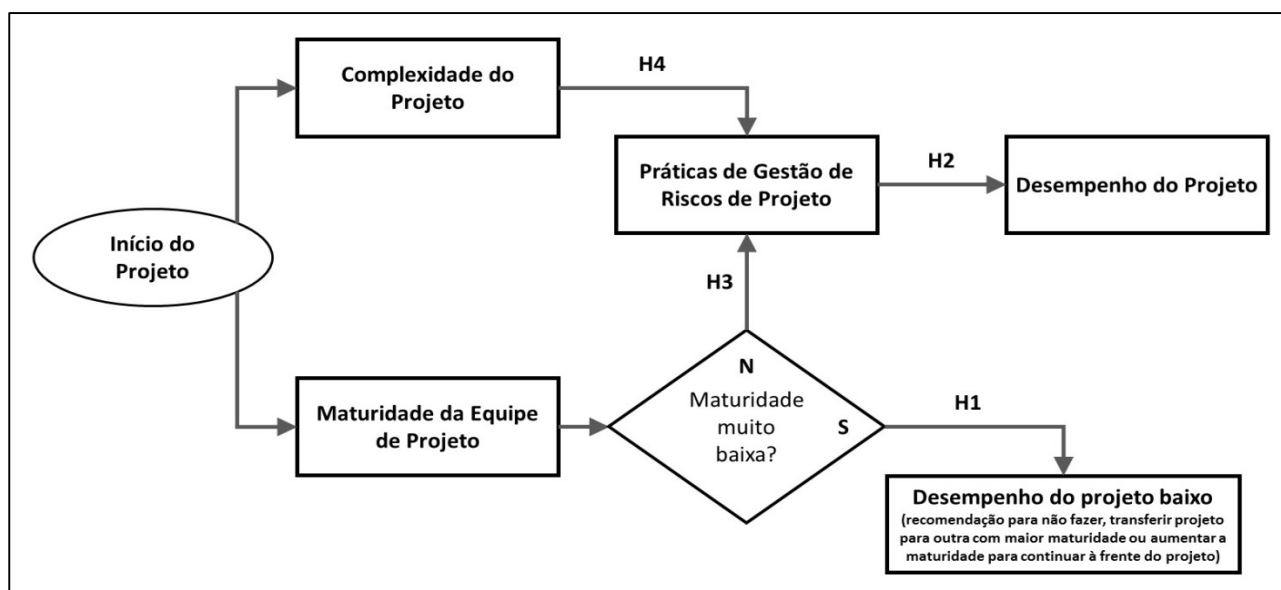 Complexidade do
Projeto
H4
Práticas de Gestão de
Riscos de Projeto
H2
Desempenho do Projeto
Início do
Projeto
H3
Maturidade da Equipe
de Projeto
N
Maturidade
muito
baixa?
S
H1
Desempenho do projeto baixo
(recomendação para não fazer, transferir projeto
para outra com maior maturidade ou aumentar a
maturidade para continuar à frente do projeto)